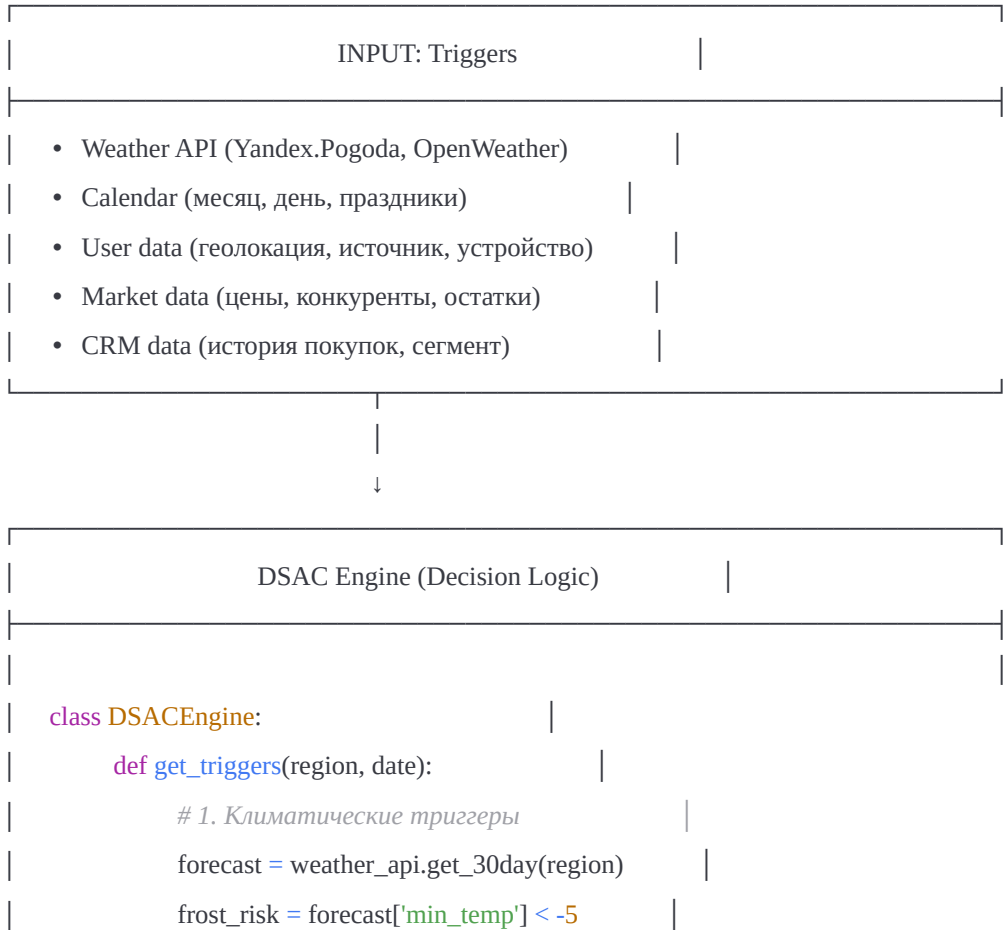 INPUT: Triggers
• Weather API (Yandex.Pogoda, OpenWeather)
• Calendar (месяц, день, праздники)
• User data (геолокация, источник, устройство)
• Market data (цены, конкуренты, остатки)
• CRM data (история покупок, сегмент)
↓
DSAC Engine (Decision Logic)
class DSACEngine:
def get_triggers(region, date):
# 1. Климатические триггеры
forecast = weather_api.get_30day(region)
frost_risk = forecast['min_temp'] < -5